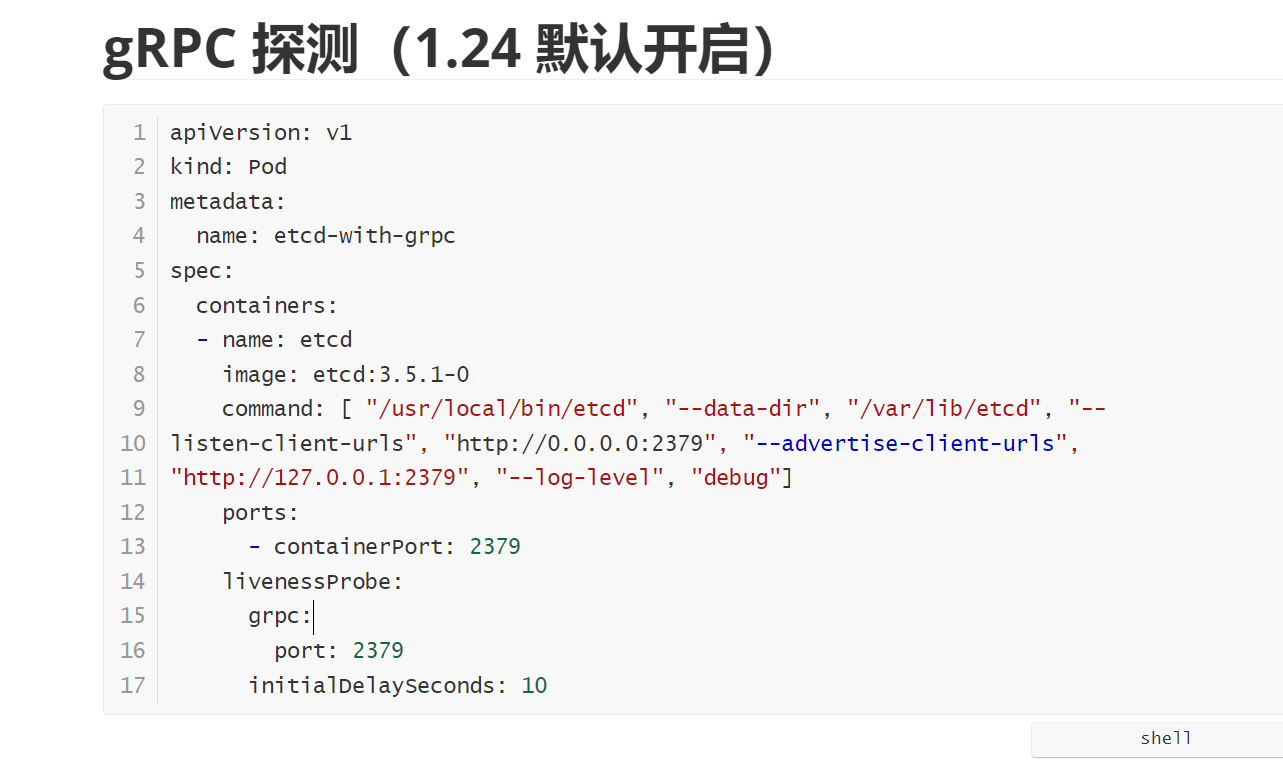 gRPC 探测（1.24 默认开启）
1 apiVersion: v1
2 kind: Pod
3 metadata:
4   name: etcd-with-grpc
5 spec:
6   containers:
7   - name: etcd
8     image: etcd:3.5.1-0
9     command: [ "/usr/local/bin/etcd", "--data-dir", "/var/lib/etcd", "--
10 listen-client-urls", "http://0.0.0.0:2379", "--advertise-client-urls",
11 "http://127.0.0.1:2379", "--log-level", "debug"]
12     ports:
13       - containerPort: 2379
14     livenessProbe:
15       grpc:
16         port: 2379
17       initialDelaySeconds: 10
shell